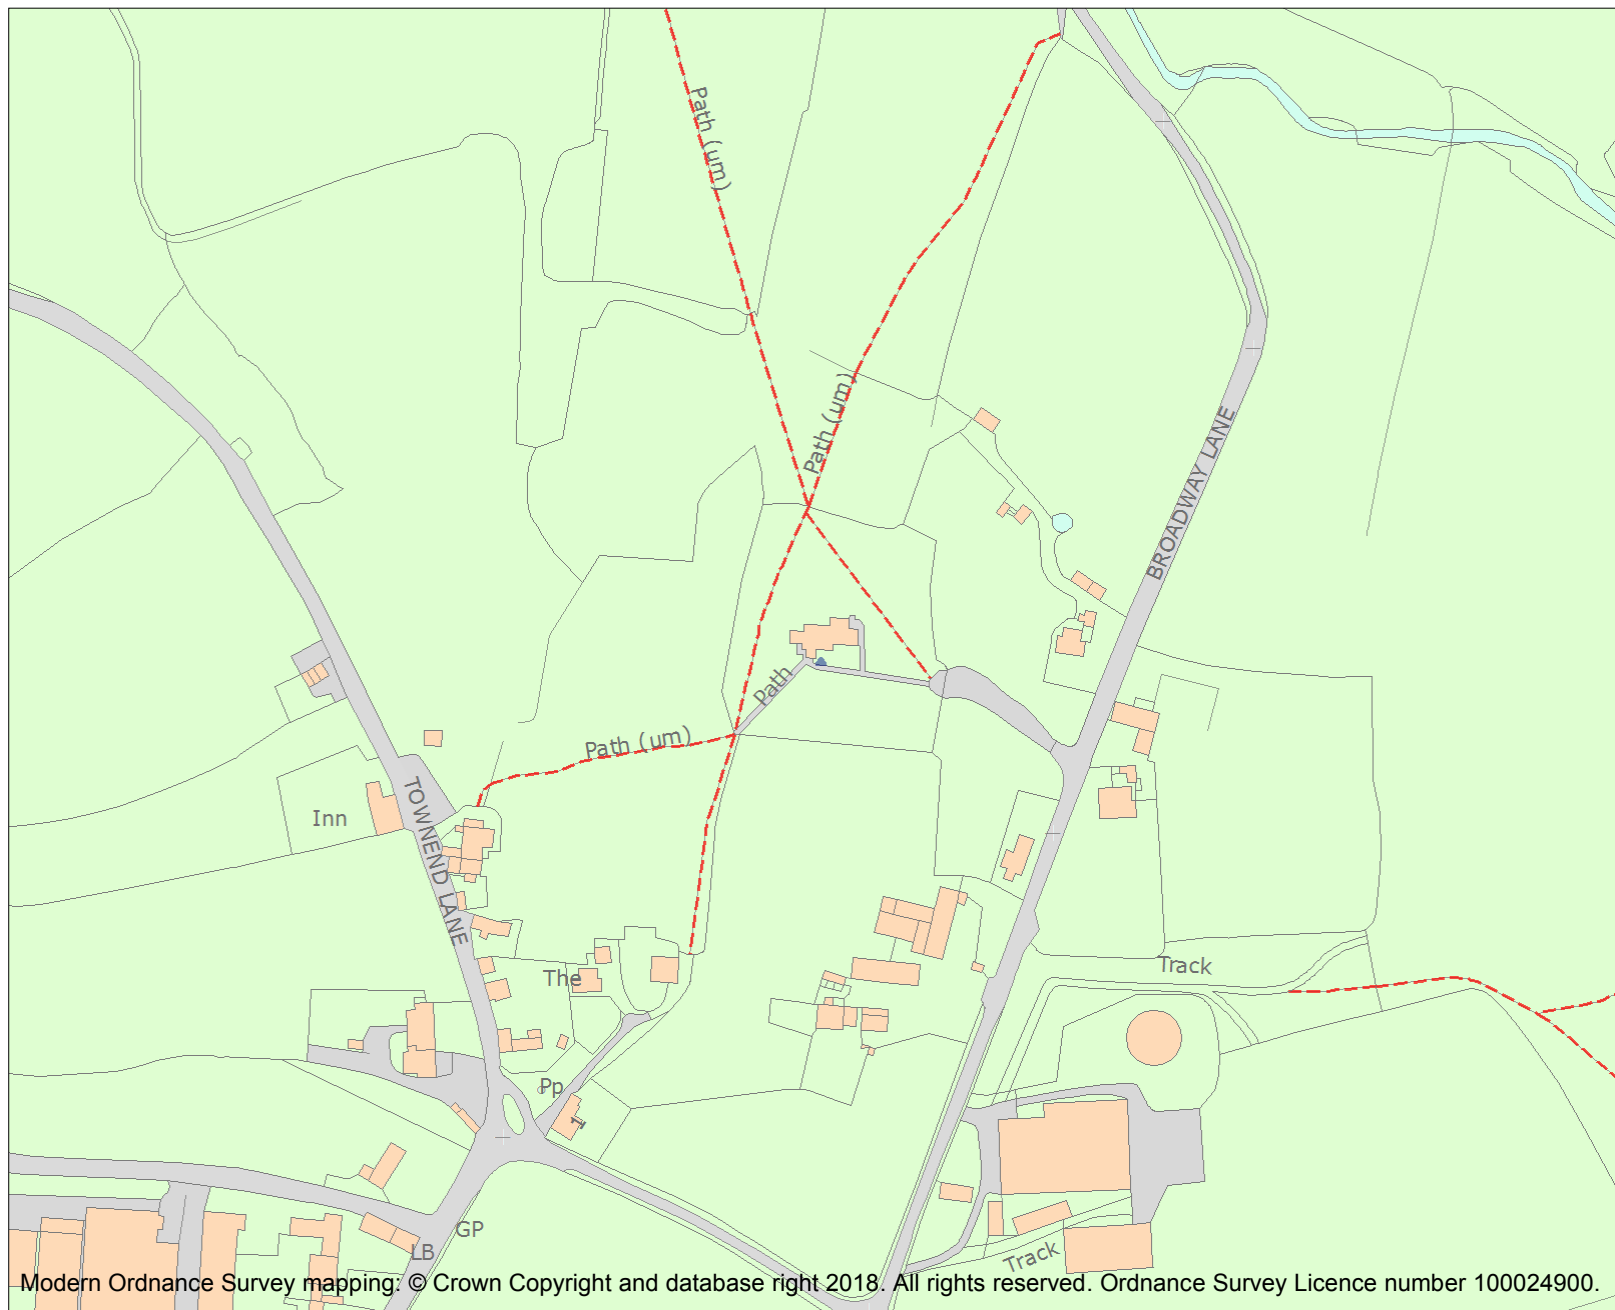 Path (um)
Path (um)
BROADWAY LANE
Path
Path (um)
Inn
TOWNEND LANE
Track
The
Pp
GP
LB
Track
Modern Ordnance Survey mapping: © Crown Copyright and database right 2018. All rights reserved. Ordnance Survey Licence number 100024900.